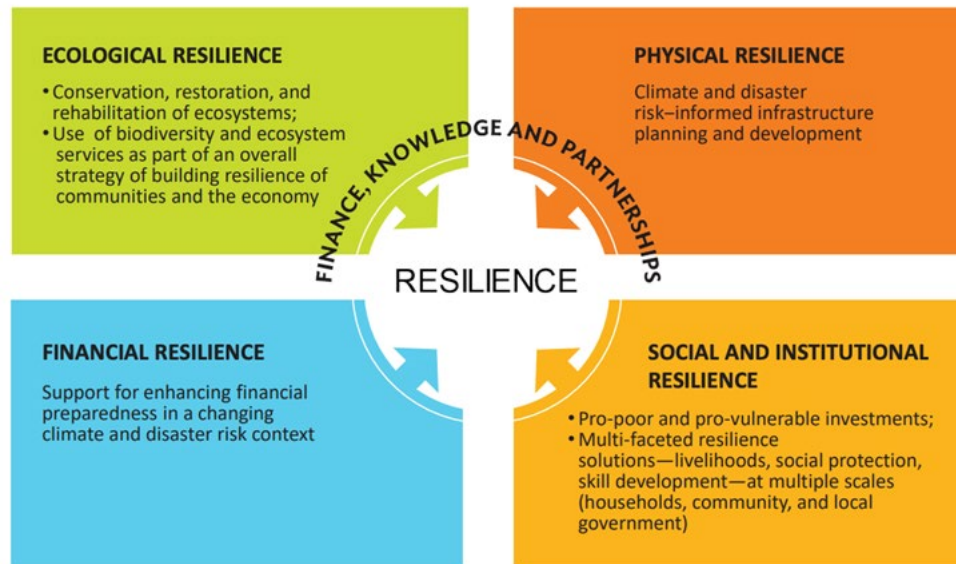 ECOLOGICAL RESILIENCE
• Conservation, restoration, and
rehabilitation of ecosystems;
• Use of biodiversity and ecosystem
services as part of an overall
strategy of building resilience of
communities and the economy
PHYSICAL RESILIENCE
Climate and disaster
risk–informed infrastructure
planning and development
FINANCE, KNOWLEDGE AND PARTNERSHIPS
RESILIENCE
FINANCIAL RESILIENCE
Support for enhancing financial
preparedness in a changing
climate and disaster risk context
SOCIAL AND INSTITUTIONAL
RESILIENCE
• Pro-poor and pro-vulnerable investments;
• Multi-faceted resilience
solutions—livelihoods, social protection,
skill development—at multiple scales
(households, community, and local
government)